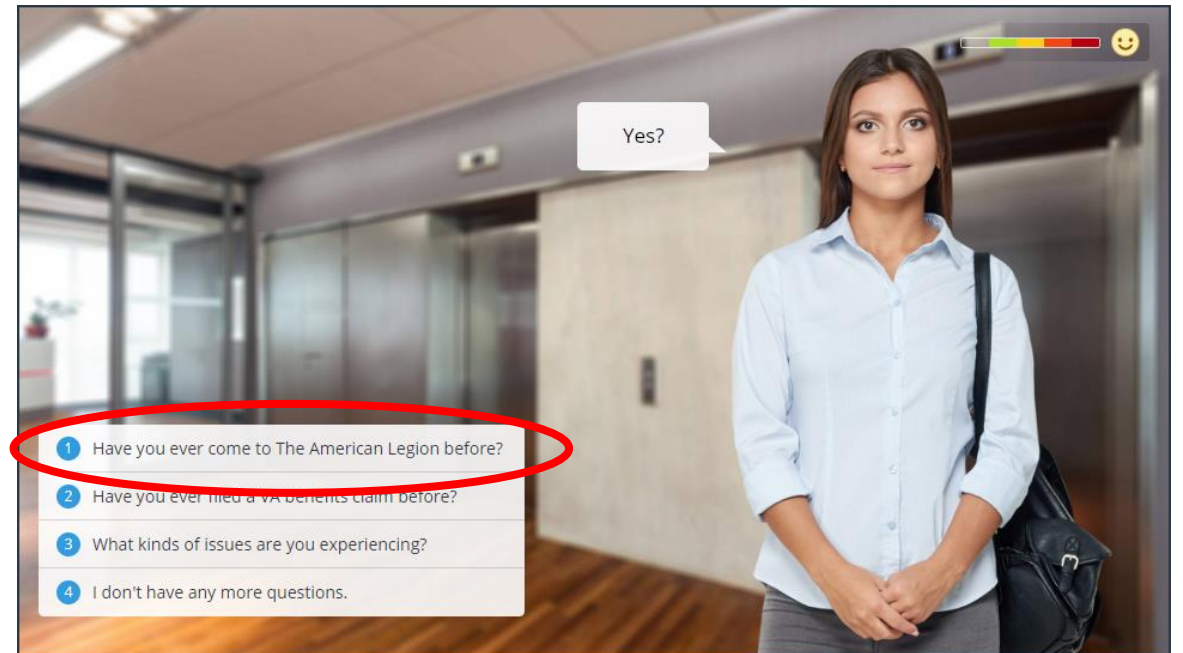 Yes?
1 Have you ever come to The American Legion before?
2 Have you ever filed a VA benefits claim before?
3 What kinds of issues are you experiencing?
4 I don't have any more questions.